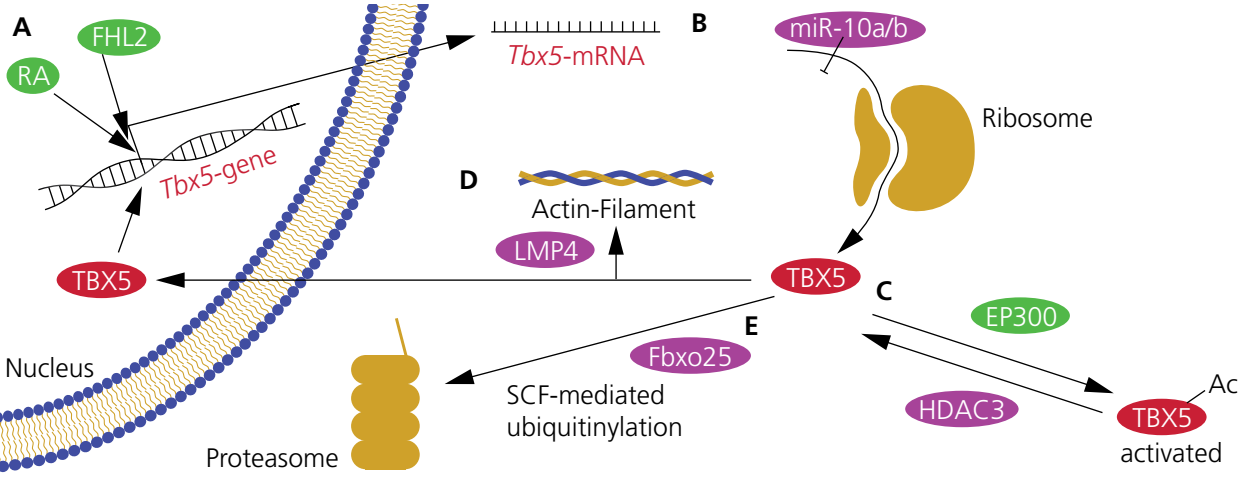 A
FHL2
RA
Tbx5-gene
TBX5
Nucleus
Tbx5-mRNA
B
miR-10a/b
Ribosome
D
Actin-Filament
LMP4
TBX5
C
EP300
HDAC3
Ac
TBX5
activated
E
Fbxo25
SCF-mediated
ubiquitinylation
Proteasome